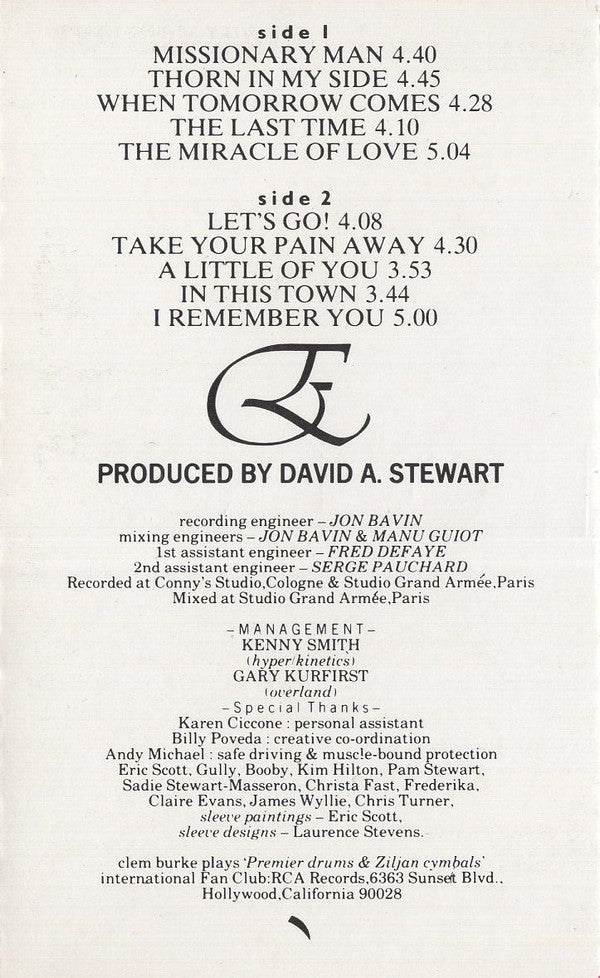 side 1
MISSIONARY MAN 4.40
THORN IN MY SIDE 4.45
WHEN TOMORROW COMES 4.28
THE LAST TIME 4.10
THE MIRACLE OF LOVE 5.04
side 2
LET'S GO! 4.08
TAKE YOUR PAIN AWAY 4.30
A LITTLE OF YOU 3.53
IN THIS TOWN 3.44
I REMEMBER YOU 5.00
PRODUCED BY DAVID A. STEWART
recording engineer – JON BAVIN
mixing engineers – JON BAVIN & MANU GUIOT
1st assistant engineer – FRED DEFAYE
2nd assistant engineer – SERGE PAUCHARD
Recorded at Conny's Studio,Cologne & Studio Grand Armée,Paris
Mixed at Studio Grand Armée,Paris
–MANAGEMENT–
KENNY SMITH
(hyper/kinetics)
GARY KURFIRST
(overland)
–Special Thanks–
Karen Ciccone : personal assistant
Billy Poveda : creative co-ordination
Andy Michael : safe driving & muscle-bound protection
Eric Scott, Gully, Booby, Kim Hilton, Pam Stewart,
Sadie Stewart-Masseron, Christa Fast, Frederika,
Claire Evans, James Wyllie, Chris Turner,
sleeve paintings – Eric Scott,
sleeve designs – Laurence Stevens.
clem burke plays 'Premier drums & Ziljan cymbals'
international Fan Club:RCA Records,6363 Sunset Blvd.,
Hollywood,California 90028